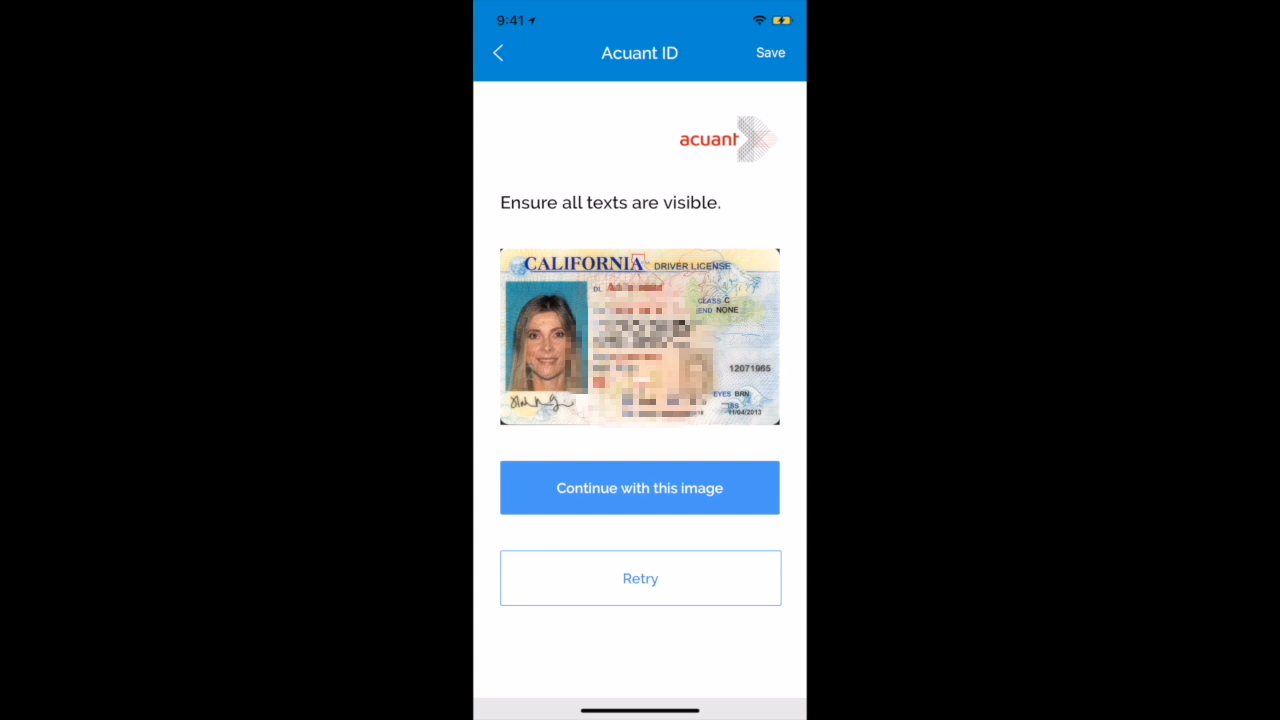 9:41
Acuant ID
Save
acuant
Ensure all texts are visible.
CALIFORNIA DRIVER LICENSE
DL
CLASS C
END NONE
12071965
EYES BRN
11/04/2013
Continue with this image
Retry